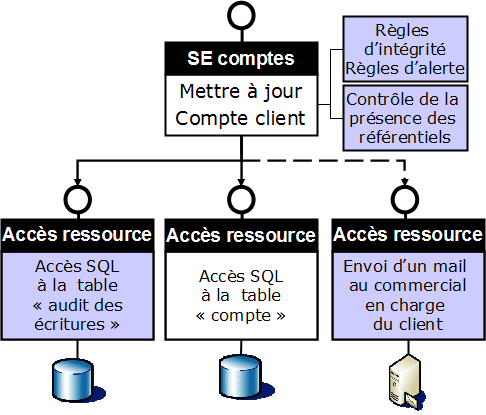 SE comptes
Mettre à jour
Compte client
Règles
d'intégrité
Règles d'alerte
Contrôle de la
présence des
référentiels
Accès ressource
Accès SQL
à la table
« audit des
écritures »
Accès ressource
Accès SQL
à la table
« compte »
Accès ressource
Envoi d'un mail
au commercial
en charge
du client